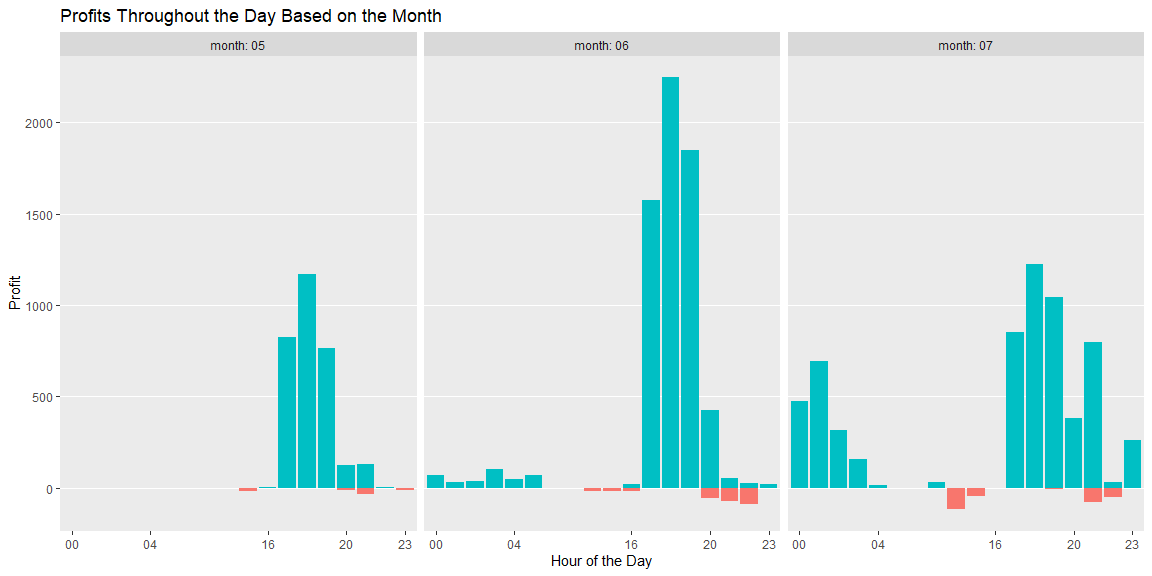 Profits Throughout the Day Based on the Month
month: 05
month: 06
month: 07
Profit
2000
1500
1000
500
0
00 04 16 20 23
00 04 16 20 23
00 04 16 20 23
Hour of the Day